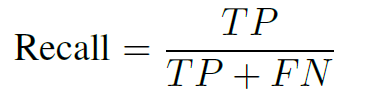 Recall = TP / (TP + FN)